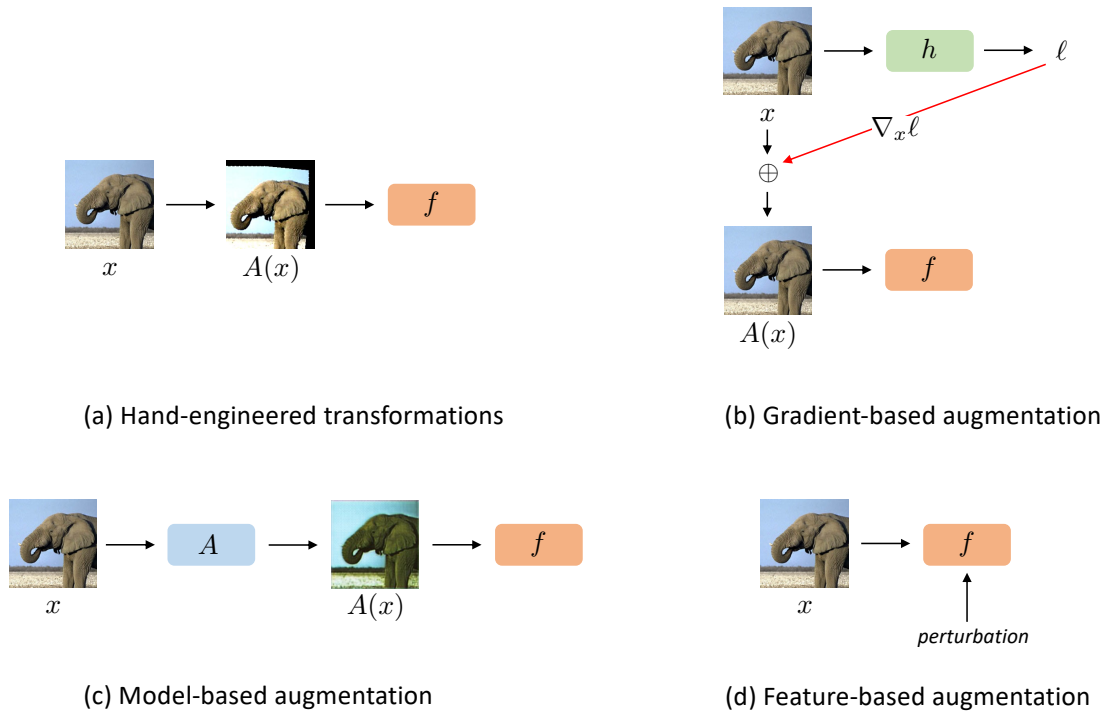 x
A(x)
f
(a) Hand-engineered transformations
h
ℓ
x
∇ₓℓ
⊕
f
A(x)
(b) Gradient-based augmentation
x
A
A(x)
f
(c) Model-based augmentation
x
f
perturbation
(d) Feature-based augmentation